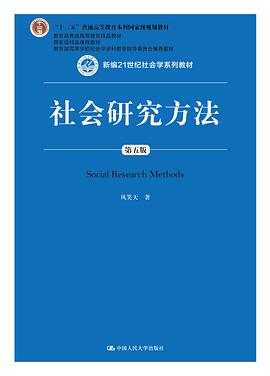 “十二五”普通高等教育本科国家级规划教材
教育部普通高等教育精品教材
国家级精品课程教材
教育部高等学校社会学学科教学指导委员会推荐教材
新编21世纪社会学系列教材
社会研究方法
第五版
Social Research Methods
风笑天 著
中国人民大学出版社